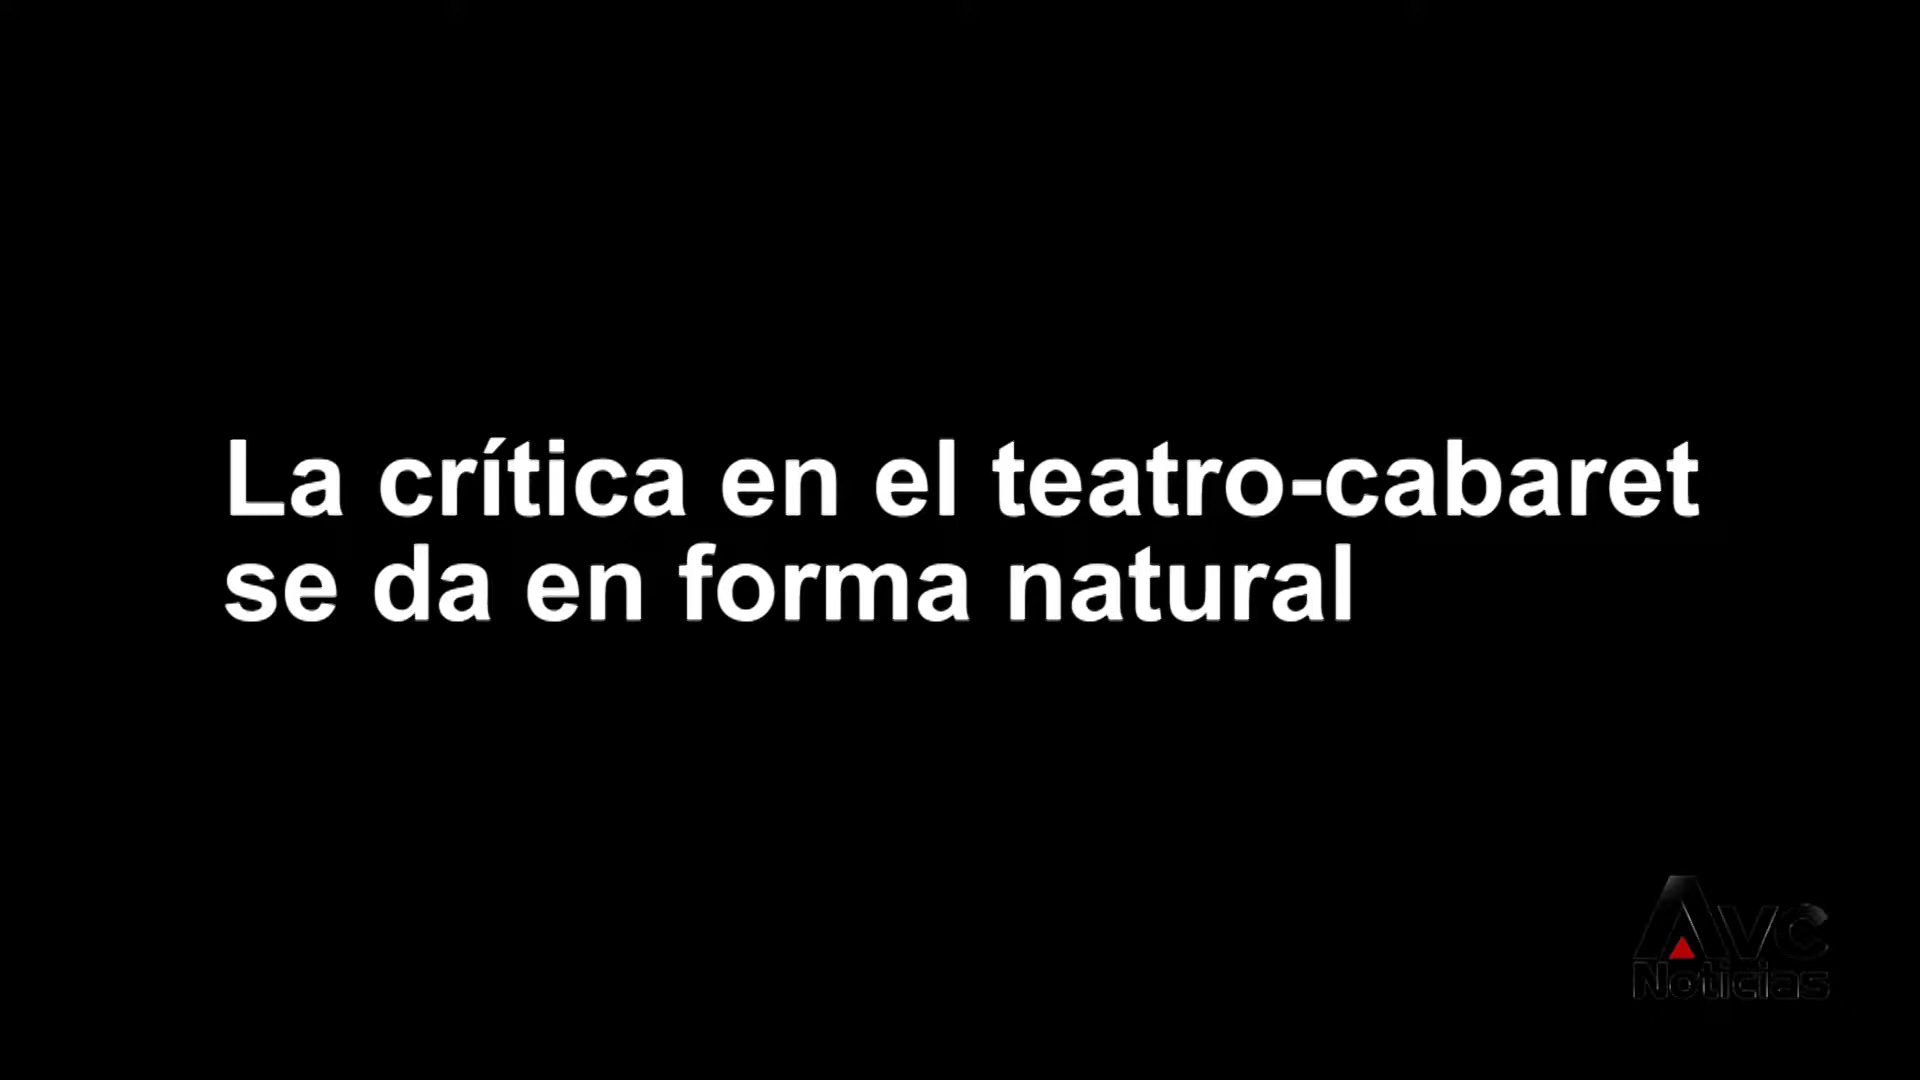 La crítica en el teatro-cabaret
se da en forma natural
Avc
Noticias